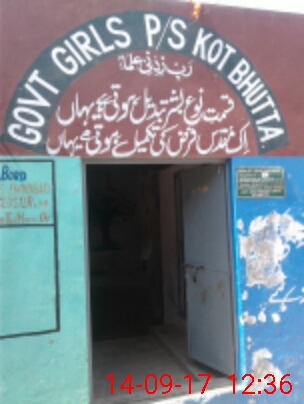 GOVT GIRLS P/S KOT BHUTTA
رب زدنی علما
قسمت نوع بشر تبدیل ہوتی ہے یہاں
اک مقدس فرض کی تکمیل ہوتی ہے یہاں
14-09-17 12:36